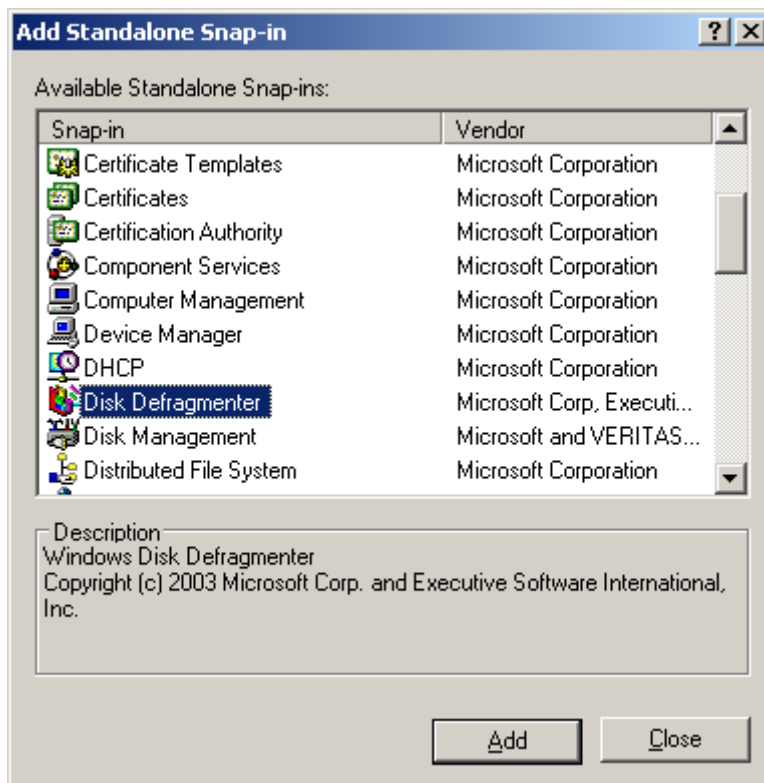 Add Standalone Snap-in
Available Standalone Snap-ins:
Snap-in Vendor
Certificate Templates Microsoft Corporation
Certificates Microsoft Corporation
Certification Authority Microsoft Corporation
Component Services Microsoft Corporation
Computer Management Microsoft Corporation
Device Manager Microsoft Corporation
DHCP Microsoft Corporation
Disk Defragmenter Microsoft Corp, Executi...
Disk Management Microsoft and VERITAS...
Distributed File System Microsoft Corporation
Description
Windows Disk Defragmenter
Copyright (c) 2003 Microsoft Corp. and Executive Software International,
Inc.
Add Close